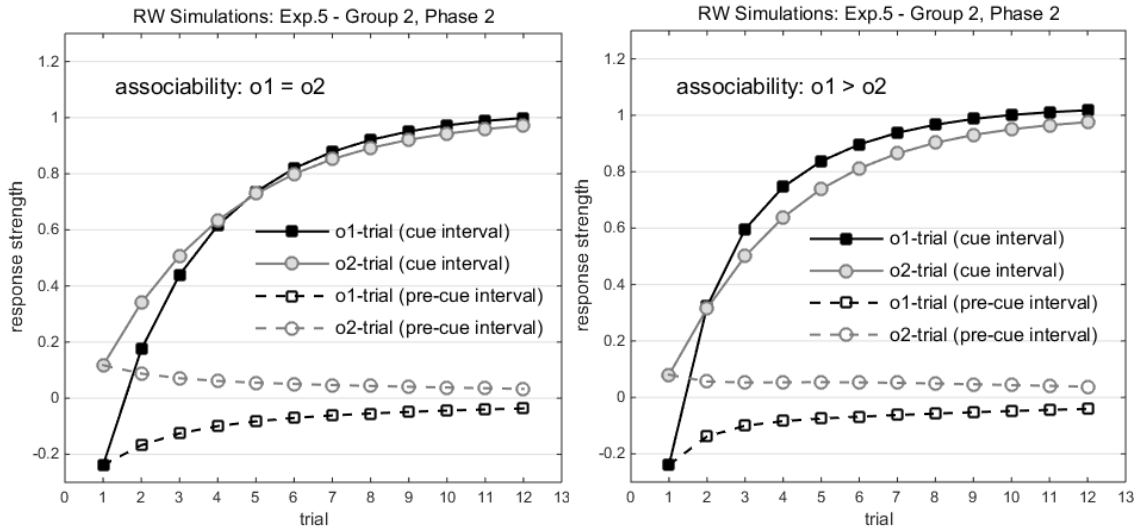 RW Simulations: Exp.5 - Group 2, Phase 2
associability: o1 = o2
response strength
1.2
1
0.8
0.6
0.4
0.2
0
-0.2
o1-trial (cue interval)
o2-trial (cue interval)
o1-trial (pre-cue interval)
o2-trial (pre-cue interval)
0 1 2 3 4 5 6 7 8 9 10 11 12 13
trial
RW Simulations: Exp.5 - Group 2, Phase 2
associability: o1 > o2
response strength
1.2
1
0.8
0.6
0.4
0.2
0
-0.2
o1-trial (cue interval)
o2-trial (cue interval)
o1-trial (pre-cue interval)
o2-trial (pre-cue interval)
0 1 2 3 4 5 6 7 8 9 10 11 12 13
trial